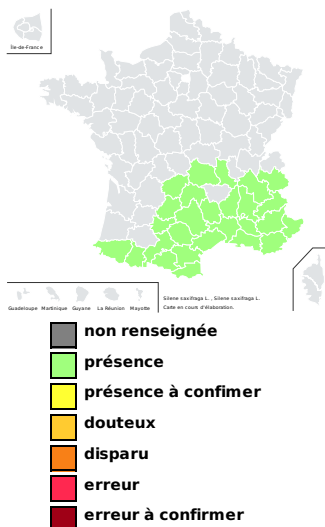 Île-de-France
Guadeloupe Martinique Guyane La Réunion Mayotte
Silene saxifraga L. , Silene saxifraga L.
Carte en cours d'élaboration.
non renseignée
présence
présence à confimer
douteux
disparu
erreur
erreur à confirmer